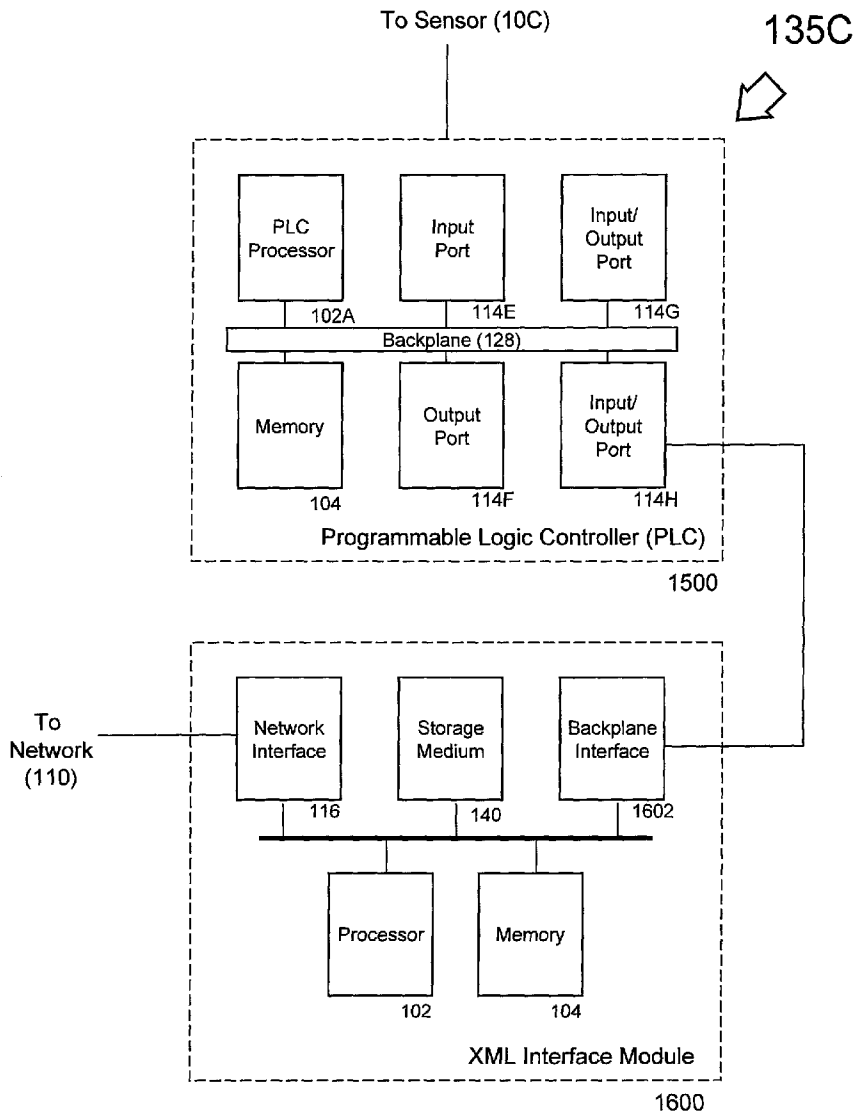 To Sensor (10C)
135C
PLC
Processor
Input
Port
Input/
Output
Port
102A
114E
114G
Backplane (128)
Memory
Output
Port
Input/
Output
Port
104
114F
114H
Programmable Logic Controller (PLC)
1500
To
Network
(110)
Network
Interface
Storage
Medium
Backplane
Interface
116
140
1602
Processor
Memory
102
104
XML Interface Module
1600